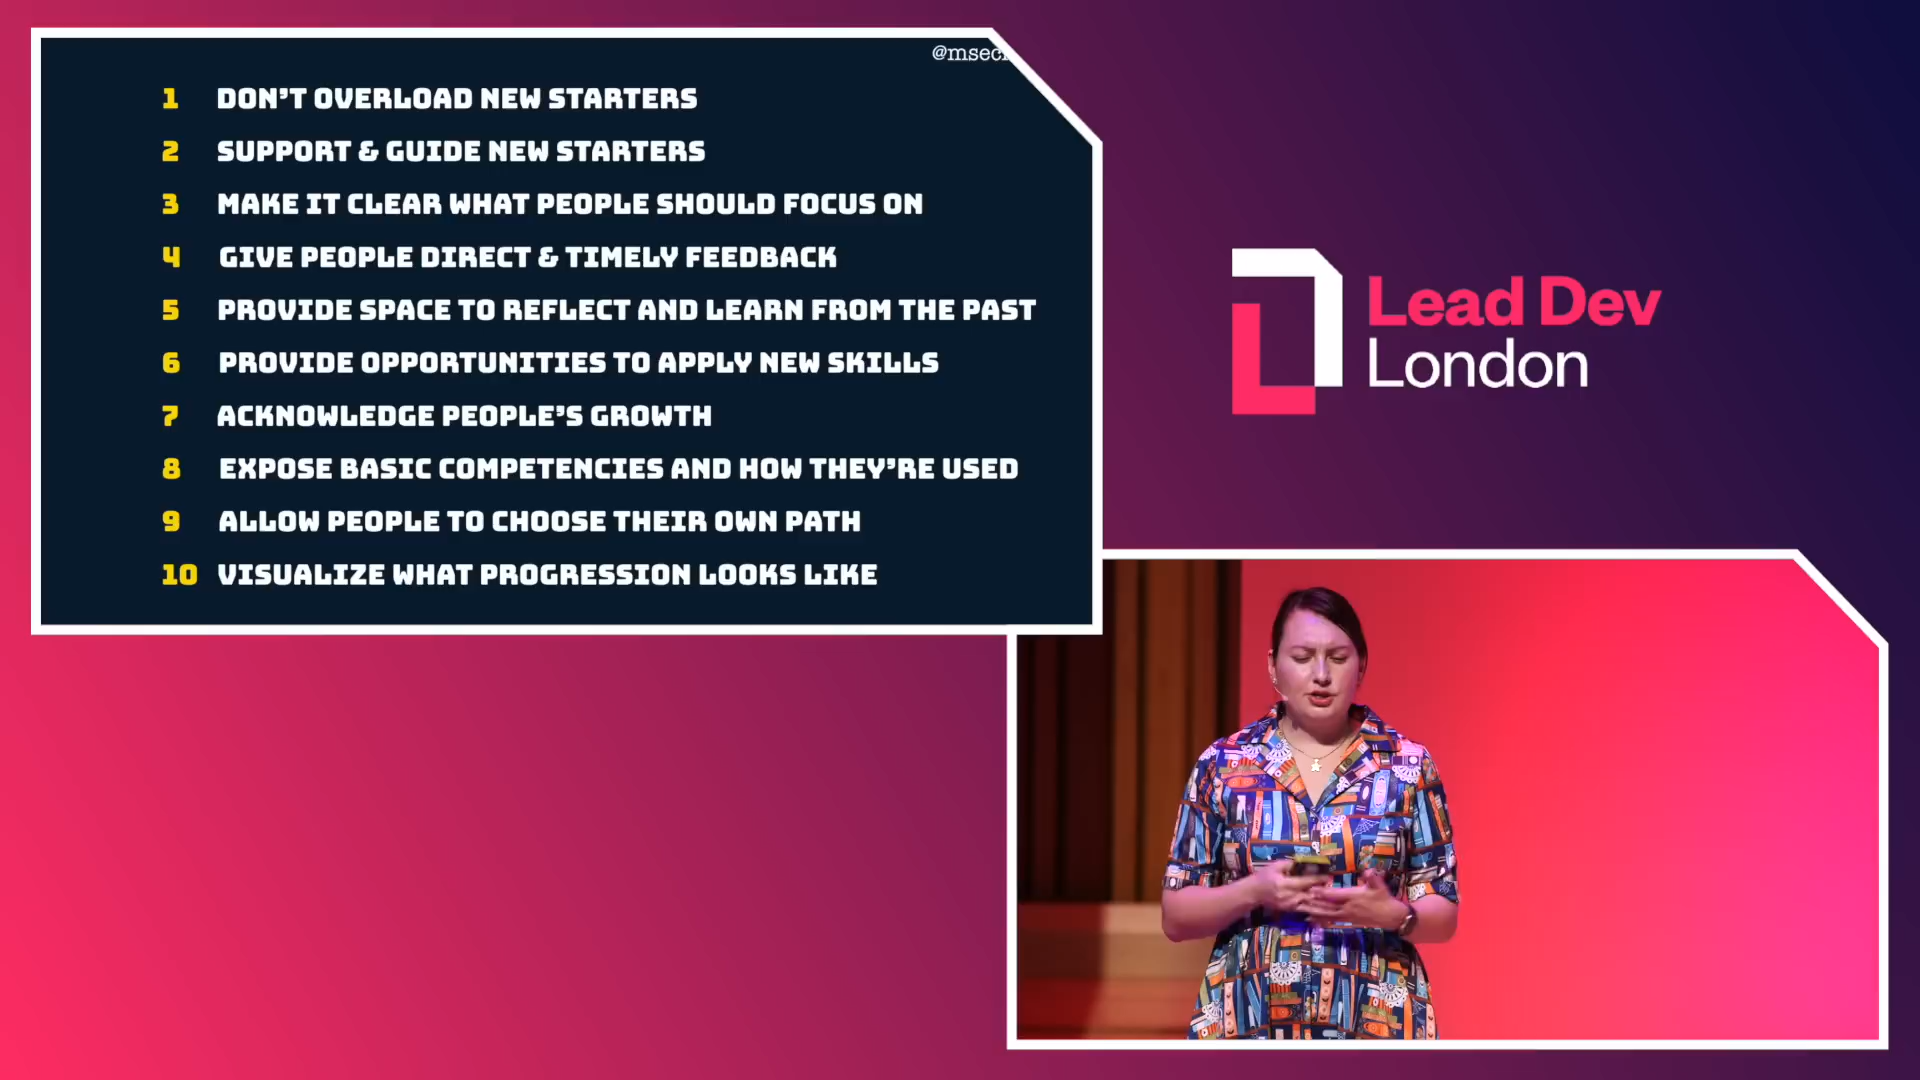 1 DON'T OVERLOAD NEW STARTERS
2 SUPPORT & GUIDE NEW STARTERS
3 MAKE IT CLEAR WHAT PEOPLE SHOULD FOCUS ON
4 GIVE PEOPLE DIRECT & TIMELY FEEDBACK
5 PROVIDE SPACE TO REFLECT AND LEARN FROM THE PAST
6 PROVIDE OPPORTUNITIES TO APPLY NEW SKILLS
7 ACKNOWLEDGE PEOPLE'S GROWTH
8 EXPOSE BASIC COMPETENCIES AND HOW THEY'RE USED
9 ALLOW PEOPLE TO CHOOSE THEIR OWN PATH
10 VISUALIZE WHAT PROGRESSION LOOKS LIKE
Lead Dev
London